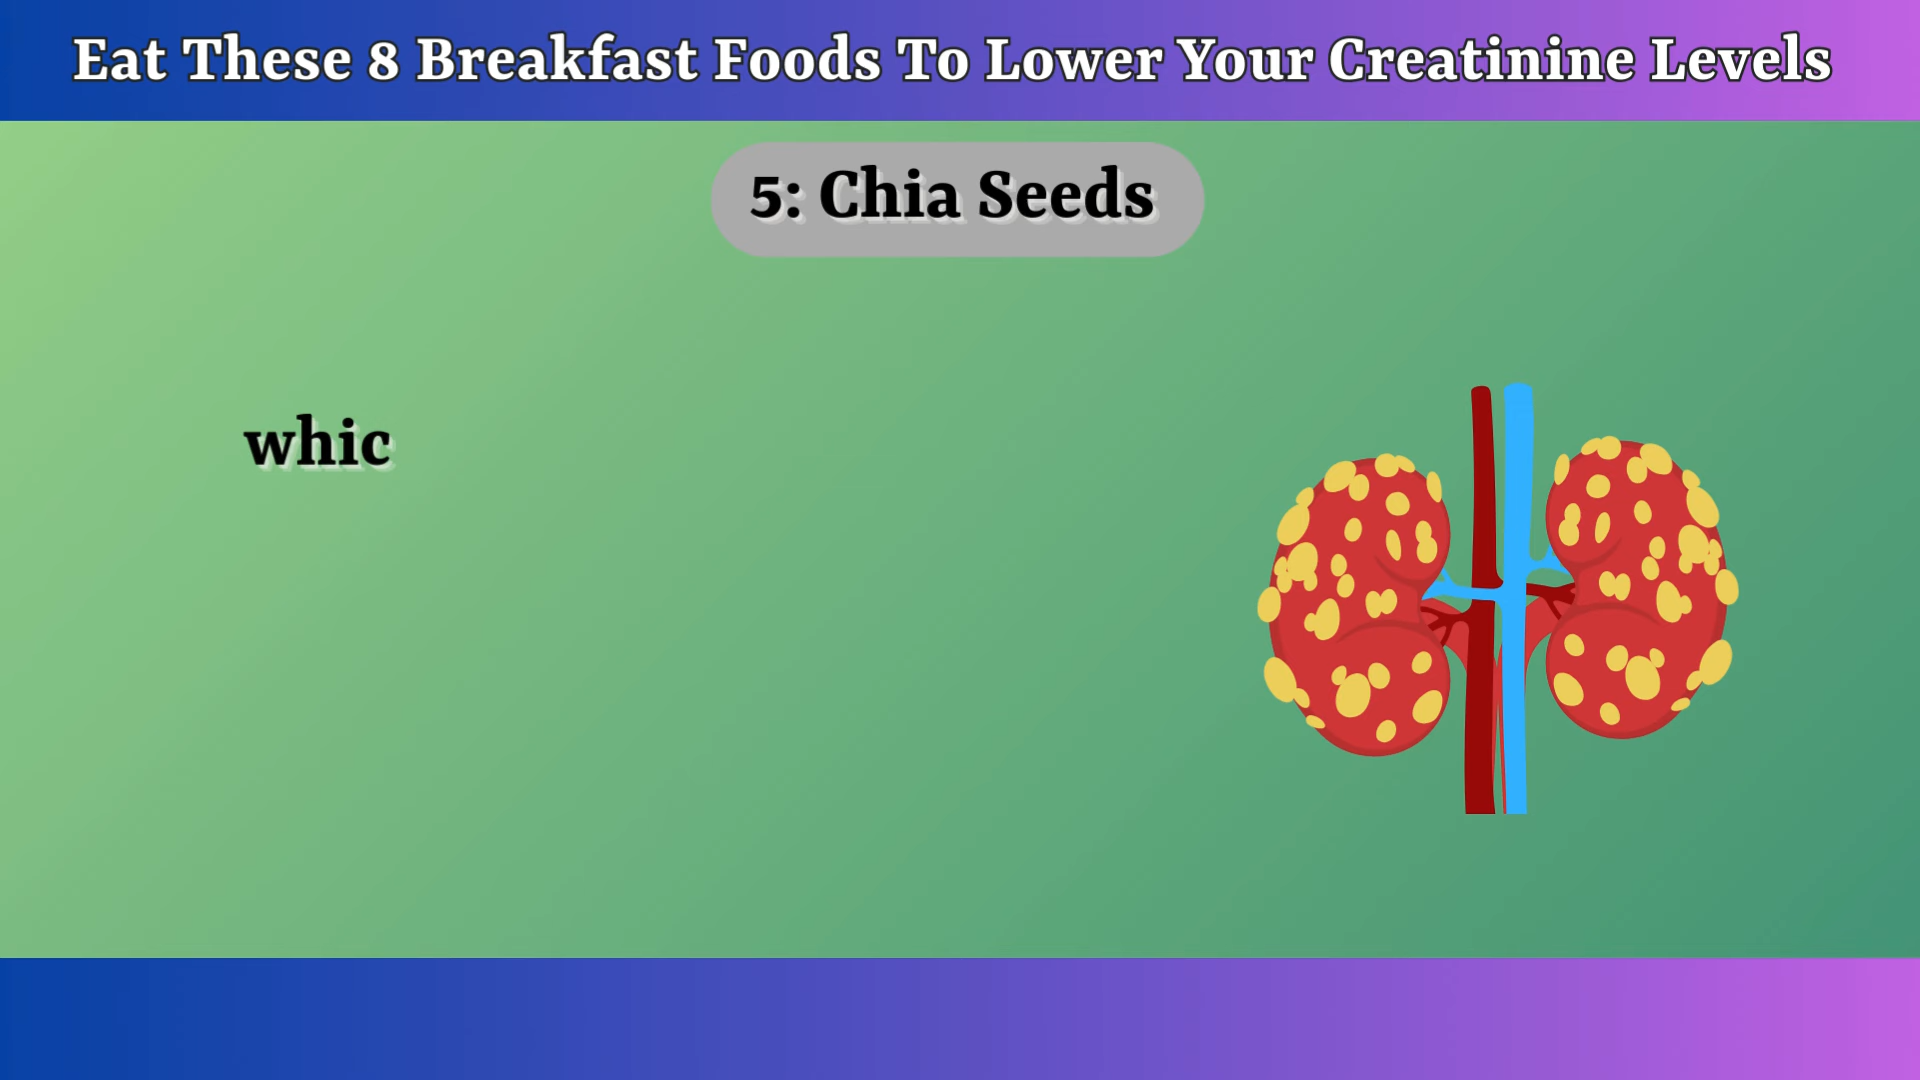 Eat These 8 Breakfast Foods To Lower Your Creatinine Levels
5: Chia Seeds
whic